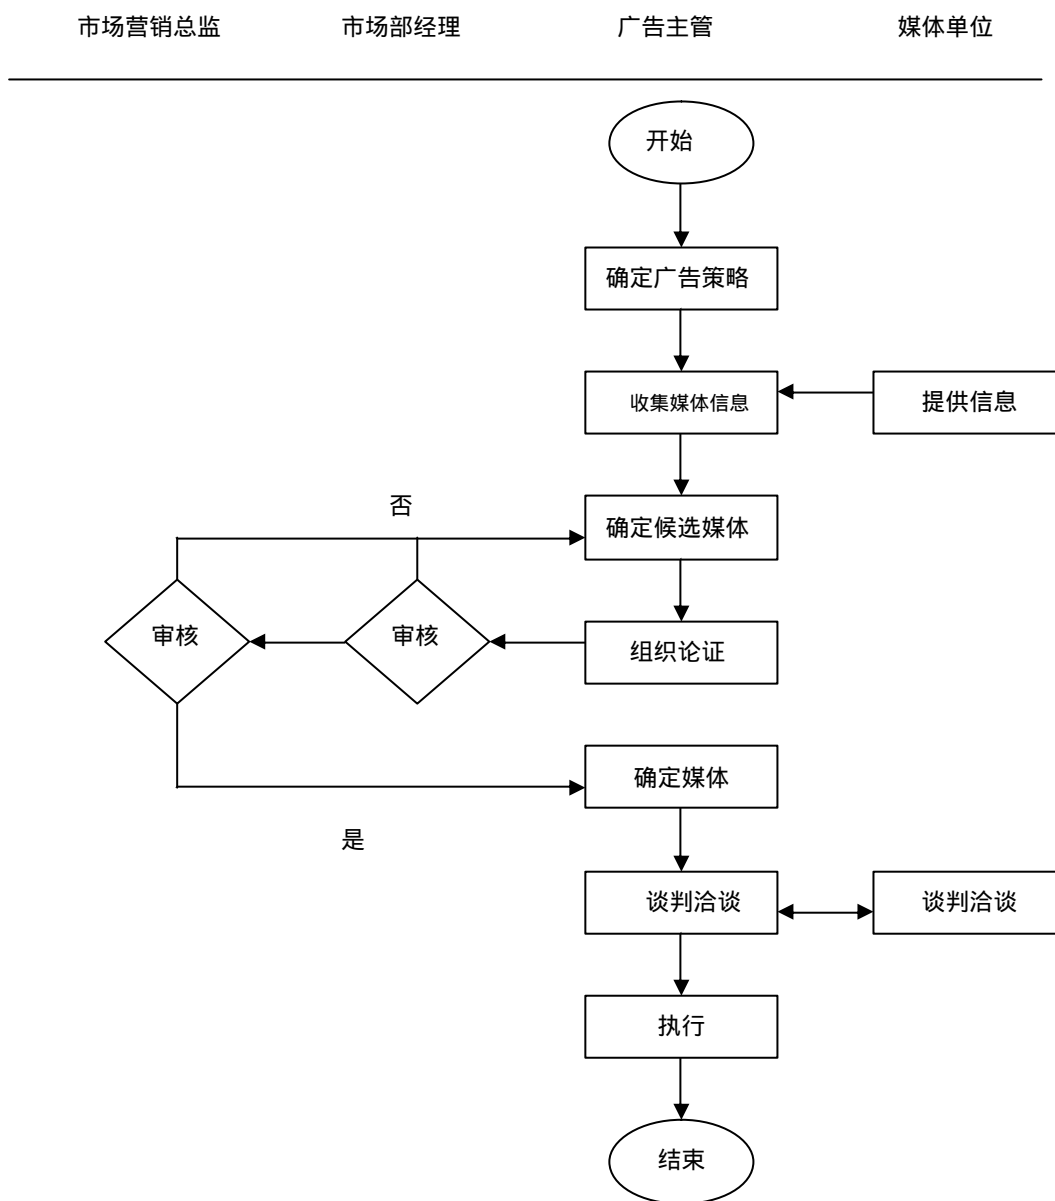 市场营销总监 市场部经理 广告主管 媒体单位
开始
确定广告策略
收集媒体信息 提供信息
否
确定候选媒体
审核 审核 组织论证
确定媒体
是
谈判洽谈 谈判洽谈
执行
结束